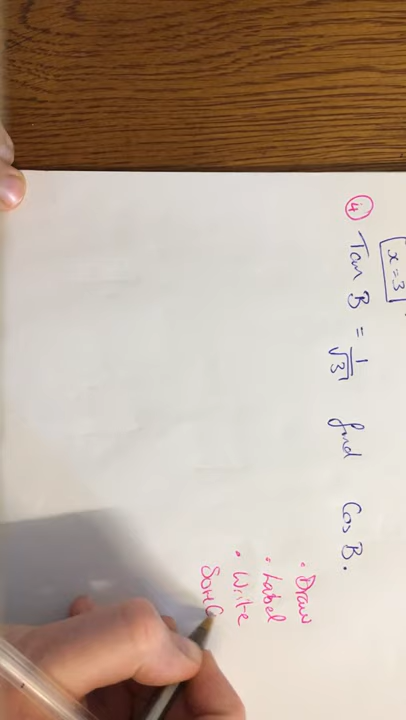 x = 3
④ Tan B = 1/√3 find Cos B.
• Draw
• Label
• Write
SOHC